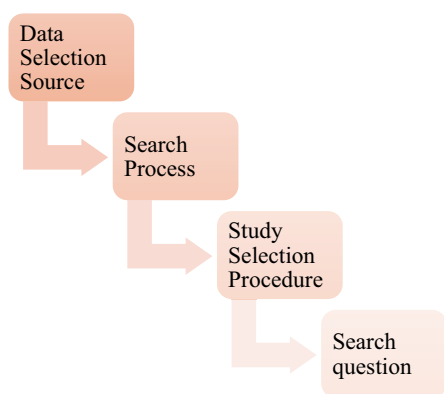 Data
Selection
Source
Search
Process
Study
Selection
Procedure
Search
question